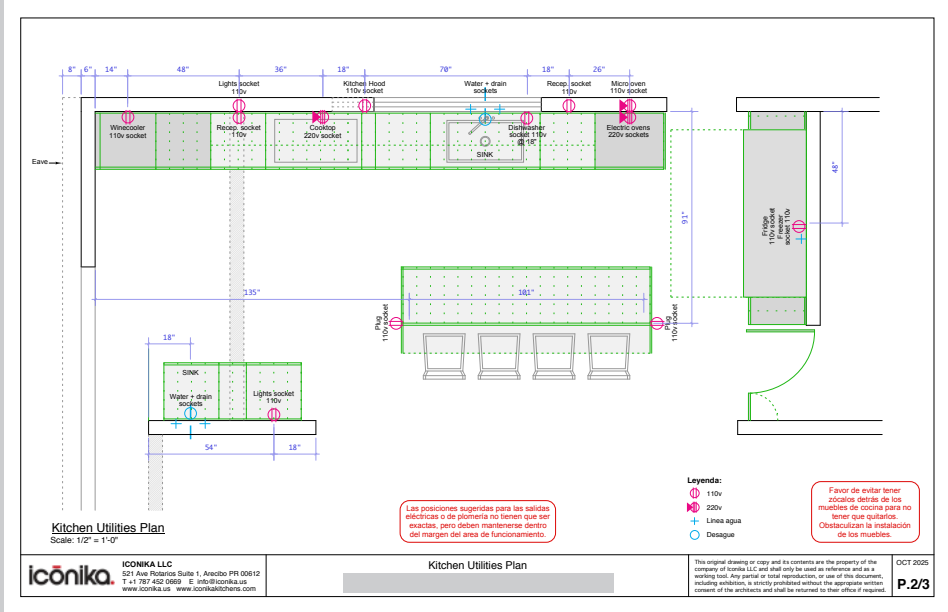 8" 6" 14" 48" 36" 18" 70" 18" 26"
Lights socket
110v
Kitchen Hood
110v socket
Water + drain
sockets
Recep. socket
110v
Micro oven
110v socket
Winecooler
110v socket
Recep. socket
110v
Cooktop
220v socket
Dishwasher
socket 110v
@ 18"
SINK
Electric ovens
220v sockets
Eave
48"
91"
Fridge
110v socket
Freezer
socket 110v
135"
101"
Plug
110v socket
Plug
110v socket
18"
SINK
Water + drain
sockets
Lights socket
110v
54" 18"
Leyenda:
110v
220v
Linea agua
Desague
Las posiciones sugeridas para las salidas
eléctricas o de plomería no tienen que ser
exactas, pero deben mantenerse dentro
del margen del area de funcionamiento.
Favor de evitar tener
zócalos detrás de los
muebles de cocina para no
tener que quitarlos.
Obstaculizan la instalación
de los muebles.
Kitchen Utilities Plan
Scale: 1/2" = 1'-0"
icōnika.
ICONIKA LLC
521 Ave Rotarios Suite 1, Arecibo PR 00612
T +1 787 452 0669 E info@iconika.us
www.iconika.us www.iconikakitchens.com
Kitchen Utilities Plan
This original drawing or copy and its contents are the property of the
company of Iconika LLC and shall only be used as reference and as a
working tool. Any partial or total reproduction, or use of this document,
including exhibition, is strictly prohibited without the appropiate written
consent of the architects and shall be returned to their office if required.
OCT 2025
P.2/3